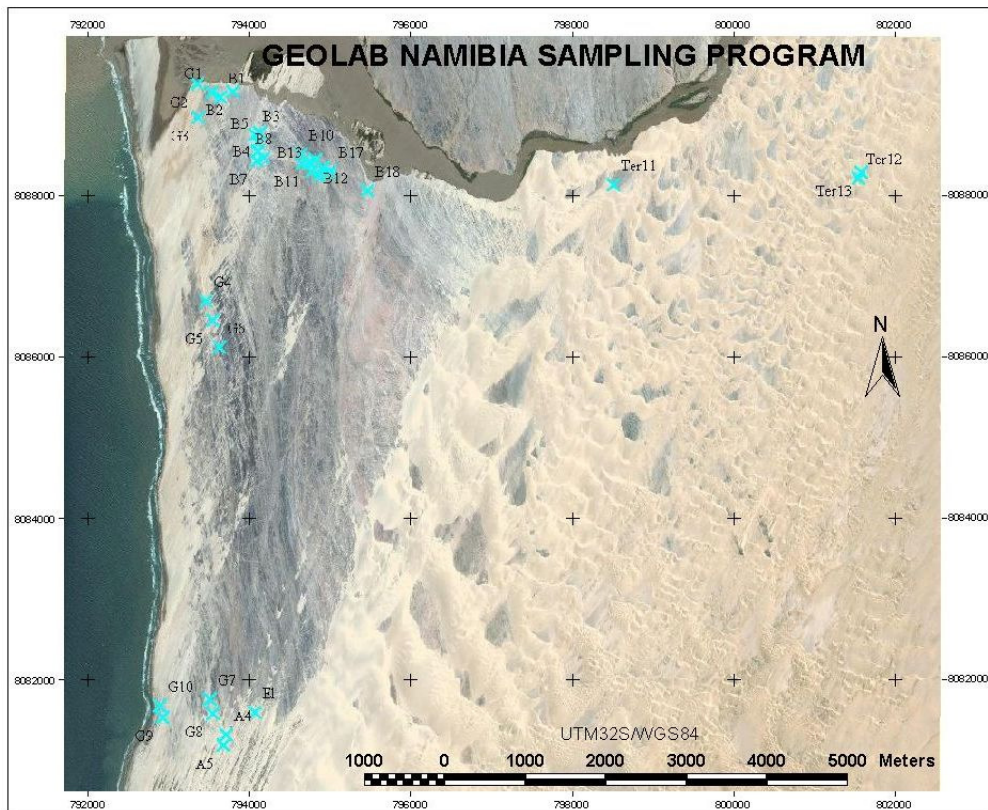 792000 794000 796000 798000 800000 802000
GEOLAB NAMIBIA SAMPLING PROGRAM
G1 B1
G2 B2 B3
G3 B5 B8 B10
B4 B13 B17
B7 B11 B12 B18
Ter11 Ter12
Ter13
8088000 8088000
G4
G5 G6
N
8086000 8086000
8084000 8084000
8082000 8082000
G10 G7 E1
G9 G8 A4
A5
UTM32S/WGS84
1000 0 1000 2000 3000 4000 5000 Meters
792000 794000 796000 798000 800000 802000